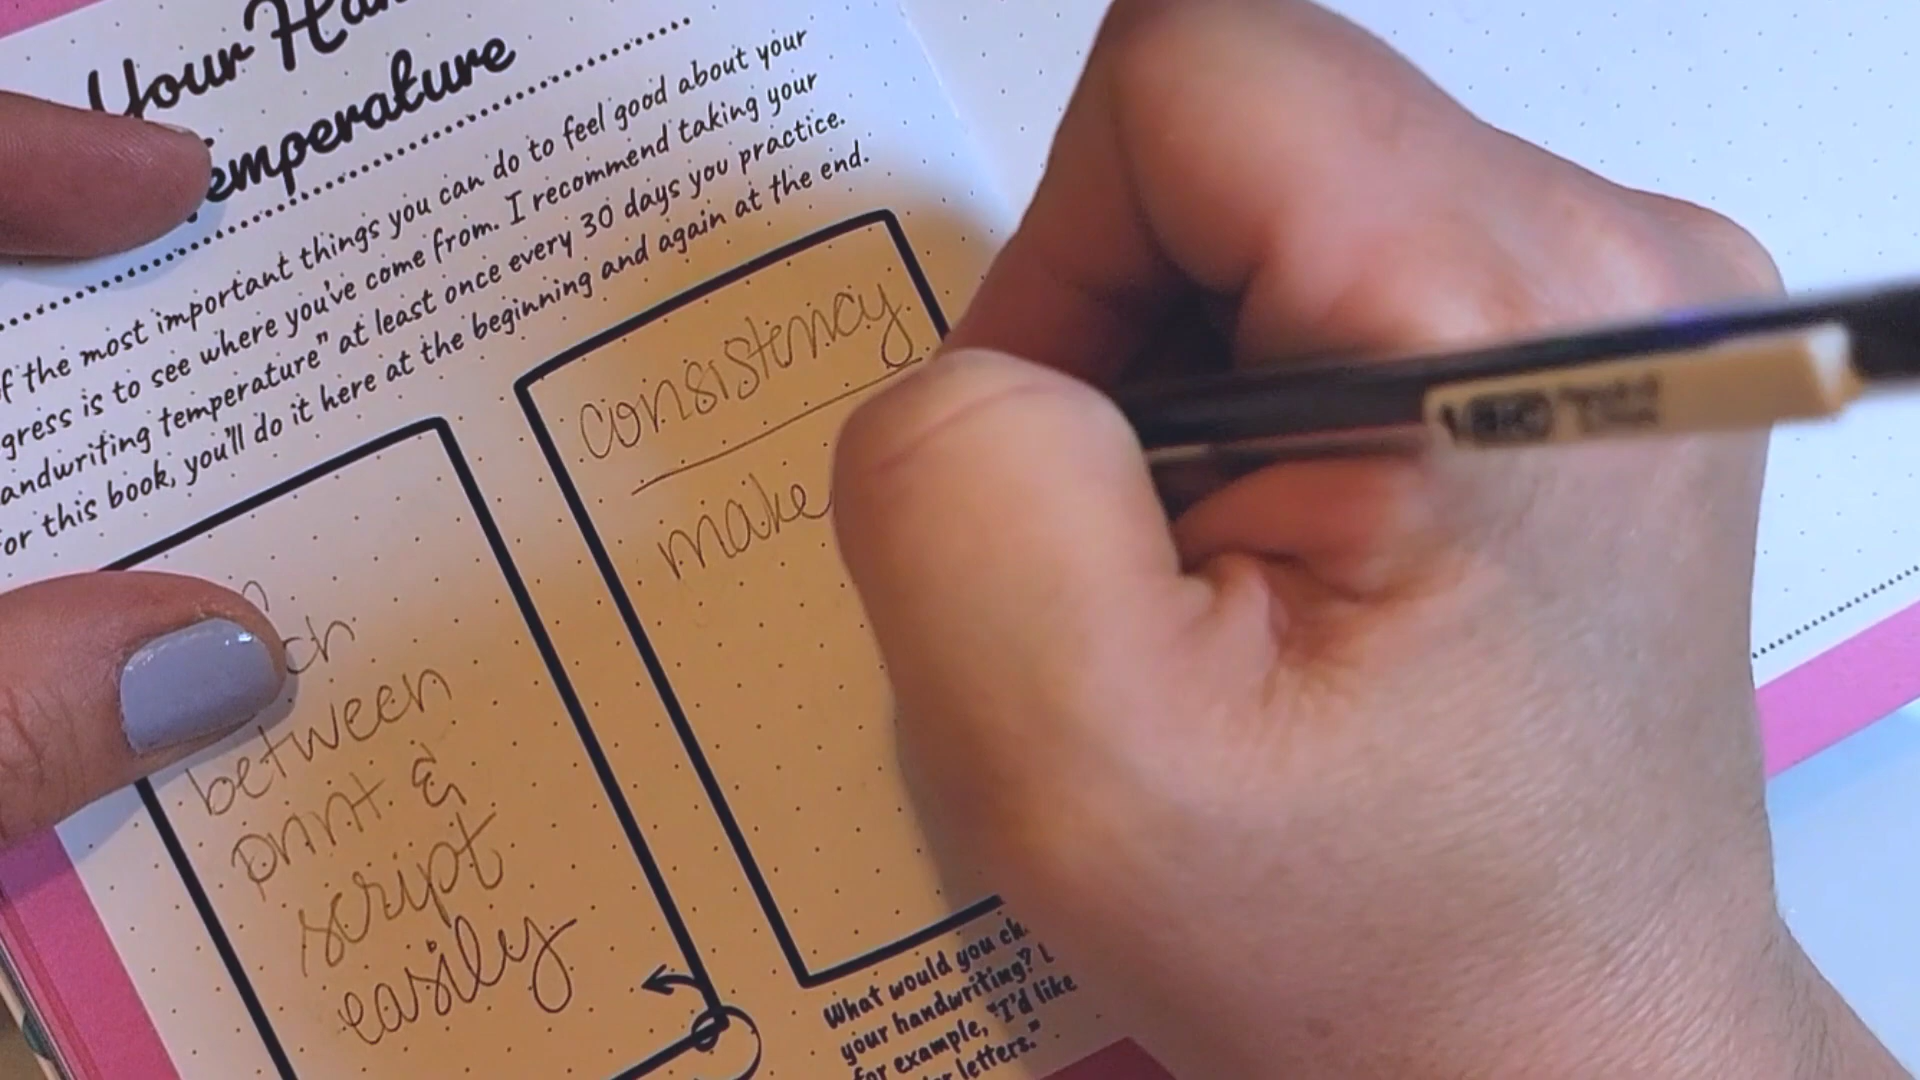 Your Han
Temperature
f the most important things you can do to feel good about your
gress is to see where you've come from. I recommend taking your
andwriting temperature" at least once every 30 days you practice.
or this book, you'll do it here at the beginning and again at the end.
ch
between
print &
script
easily
consistency
make
What would you ch
your handwriting? I
for example, "I'd like
letters."